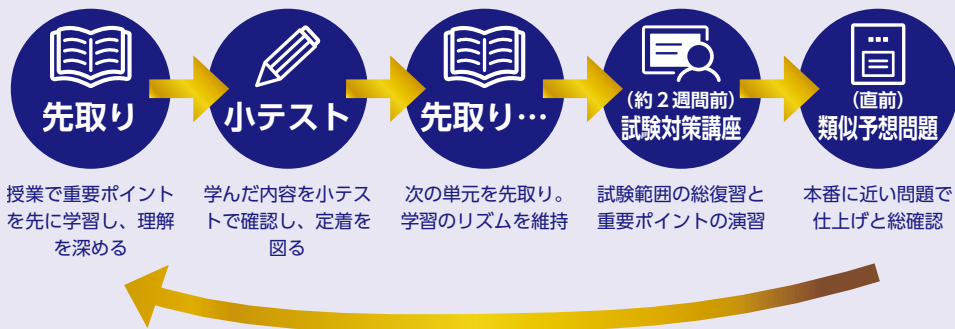 先取り
小テスト
先取り…
(約2週間前)
試験対策講座
(直前)
類似予想問題
授業で重要ポイント
を先に学習し、理解
を深める
学んだ内容を小テス
トで確認し、定着を
図る
次の単元を先取り。
学習のリズムを維持
試験範囲の総復習と
重要ポイントの演習
本番に近い問題で
仕上げと総確認